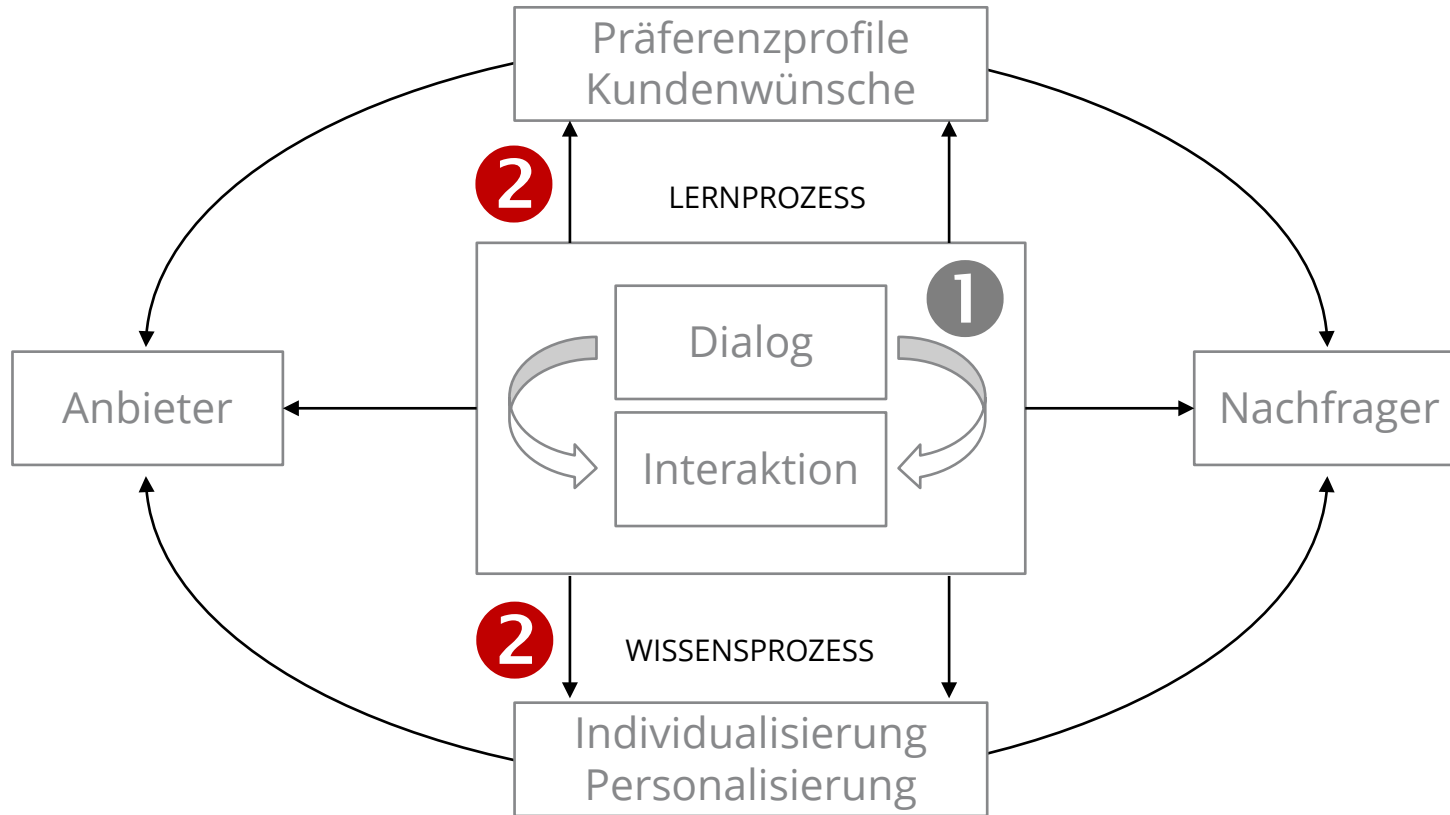 Präferenzprofile
Kundenwünsche
2
LERNPROZESS
1
Dialog
Anbieter
Nachfrager
Interaktion
2
WISSENSPROZESS
Individualisierung
Personalisierung